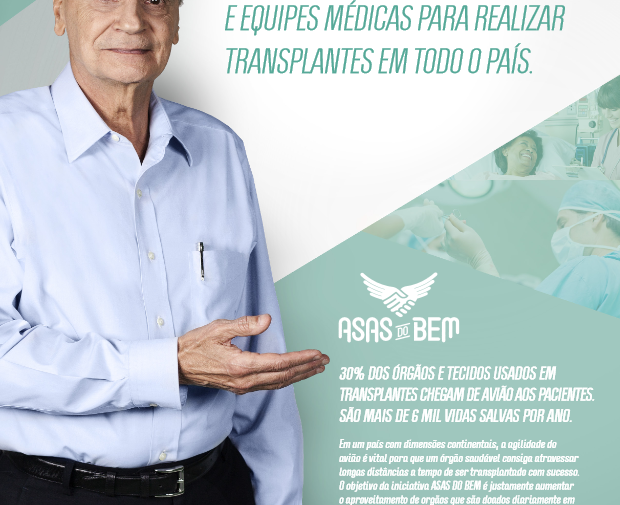 E EQUIPES MÉDICAS PARA REALIZAR
TRANSPLANTES EM TODO O PAÍS.
ASAS DO BEM
30% DOS ÓRGÃOS E TECIDOS USADOS EM
TRANSPLANTES CHEGAM DE AVIÃO AOS PACIENTES.
SÃO MAIS DE 6 MIL VIDAS SALVAS POR ANO.
Em um país com dimensões continentais, a agilidade do
avião é vital para que um órgão saudável consiga atravessar
longas distâncias a tempo de ser transplantado com sucesso.
O objetivo da iniciativa ASAS DO BEM é justamente aumentar
o aproveitamento de orgãos que são doados diariamente em